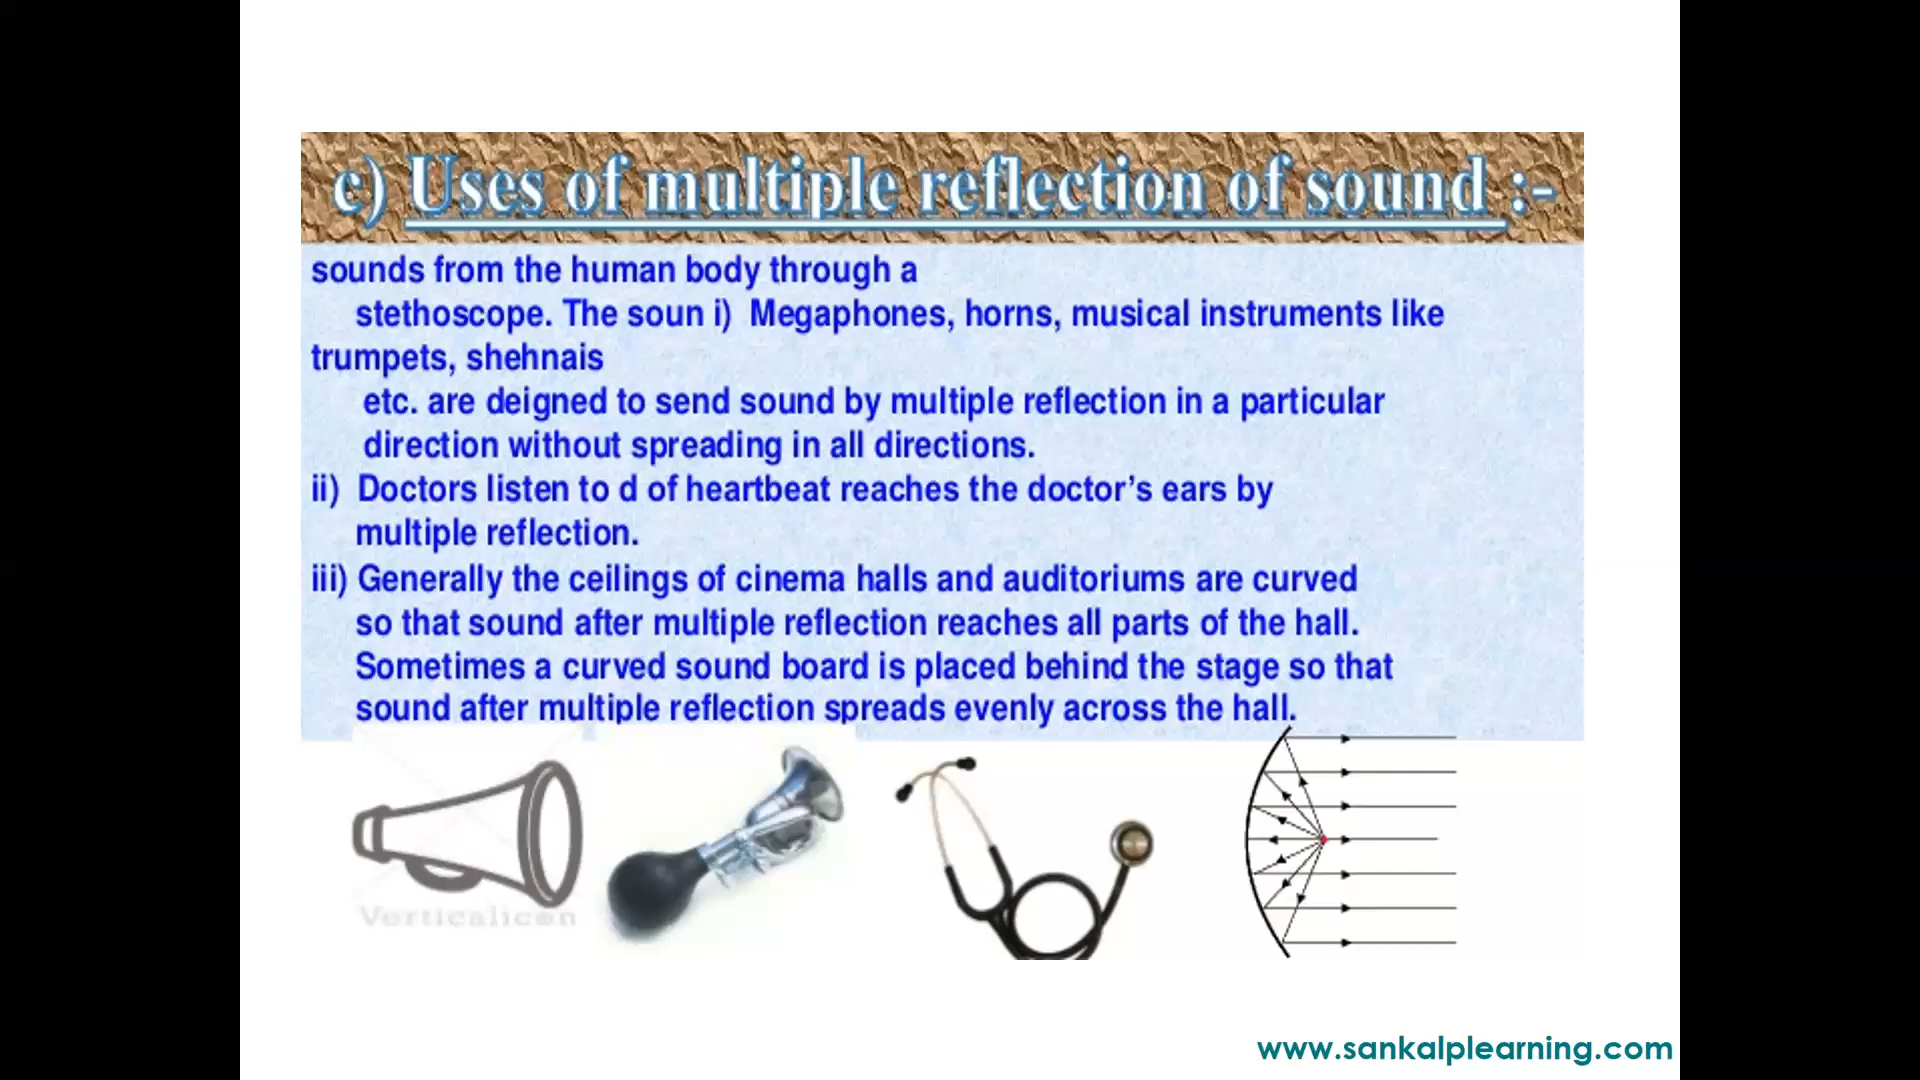 c) Uses of multiple reflection of sound :-
sounds from the human body through a
stethoscope. The soun i) Megaphones, horns, musical instruments like
trumpets, shehnais
etc. are deigned to send sound by multiple reflection in a particular
direction without spreading in all directions.
ii) Doctors listen to d of heartbeat reaches the doctor’s ears by
multiple reflection.
iii) Generally the ceilings of cinema halls and auditoriums are curved
so that sound after multiple reflection reaches all parts of the hall.
Sometimes a curved sound board is placed behind the stage so that
sound after multiple reflection spreads evenly across the hall.
Verticalicon
www.sankalplearning.com